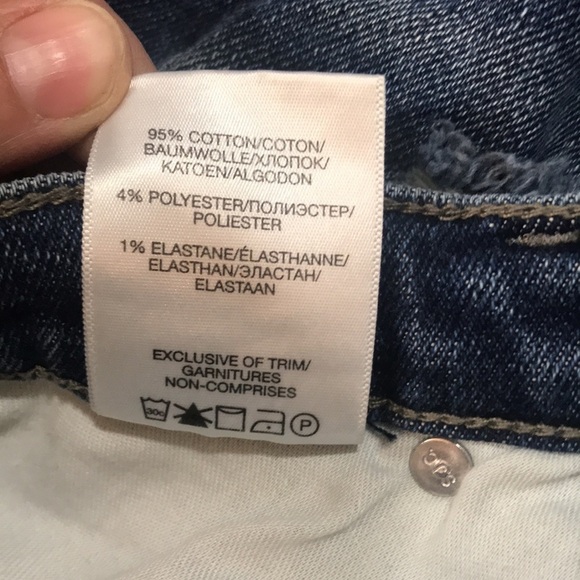 95% COTTON/COTON/
BAUMWOLLE/ХЛОПОК/
KATOEN/ALGODON
4% POLYESTER/ПОЛИЭСТЕР/
POLIESTER
1% ELASTANE/ÉLASTHANNE/
ELASTHAN/ЭЛАСТАН/
ELASTAAN
EXCLUSIVE OF TRIM/
GARNITURES
NON-COMPRISES
30c
P